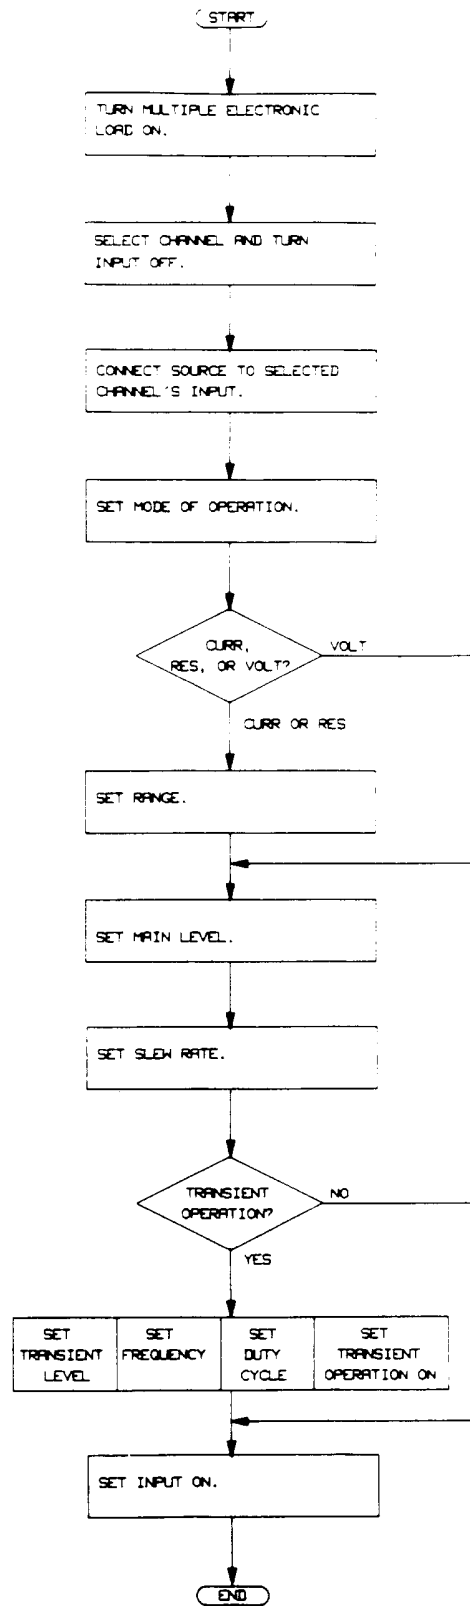 START
TURN MULTIPLE ELECTRONIC
LOAD ON.
SELECT CHANNEL AND TURN
INPUT OFF.
CONNECT SOURCE TO SELECTED
CHANNEL'S INPUT.
SET MODE OF OPERATION.
CURR,
RES, OR VOLT?
VOLT
CURR OR RES
SET RANGE.
SET MAIN LEVEL.
SET SLEW RATE.
TRANSIENT
OPERATION?
NO
YES
SET
TRANSIENT
LEVEL
SET
FREQUENCY
SET
DUTY
CYCLE
SET
TRANSIENT
OPERATION ON
SET INPUT ON.
END